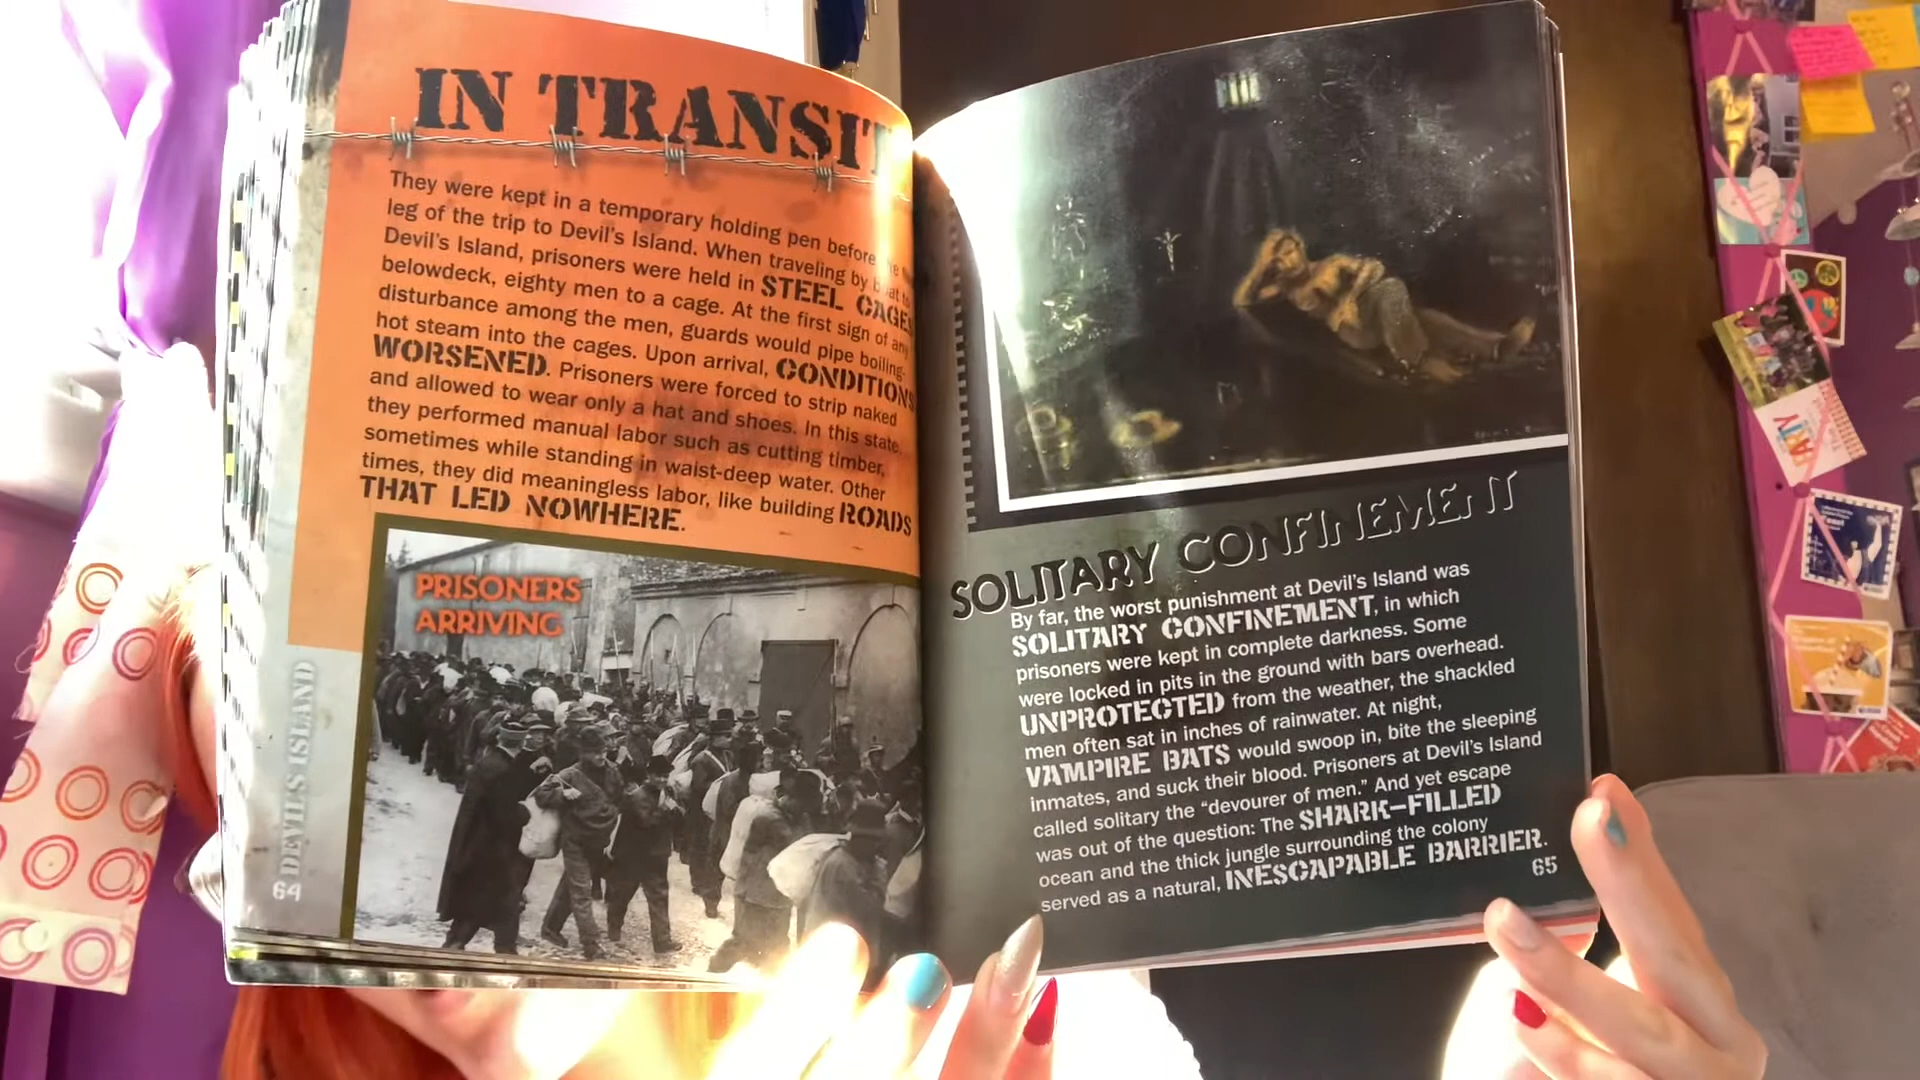 IN TRANSIT
They were kept in a temporary holding pen before
leg of the trip to Devil's Island. When traveling by boat to
Devil's Island, prisoners were held in STEEL CAGES
belowdeck, eighty men to a cage. At the first sign of any
disturbance among the men, guards would pipe boiling-
hot steam into the cages. Upon arrival, CONDITIONS
WORSENED. Prisoners were forced to strip naked
and allowed to wear only a hat and shoes. In this state,
they performed manual labor such as cutting timber,
sometimes while standing in waist-deep water. Other
times, they did meaningless labor, like building ROADS
THAT LED NOWHERE.
PRISONERS
ARRIVING
DEVILS ISLAND
64
SOLITARY CONFINEMENT
By far, the worst punishment at Devil's Island was
SOLITARY CONFINEMENT, in which
prisoners were kept in complete darkness. Some
were locked in pits in the ground with bars overhead.
UNPROTECTED from the weather, the shackled
men often sat in inches of rainwater. At night,
VAMPIRE BATS would swoop in, bite the sleeping
inmates, and suck their blood. Prisoners at Devil's Island
called solitary the "devourer of men." And yet escape
was out of the question: The SHARK-FILLED
ocean and the thick jungle surrounding the colony
served as a natural, INESCAPABLE BARRIER.
65
PARTY